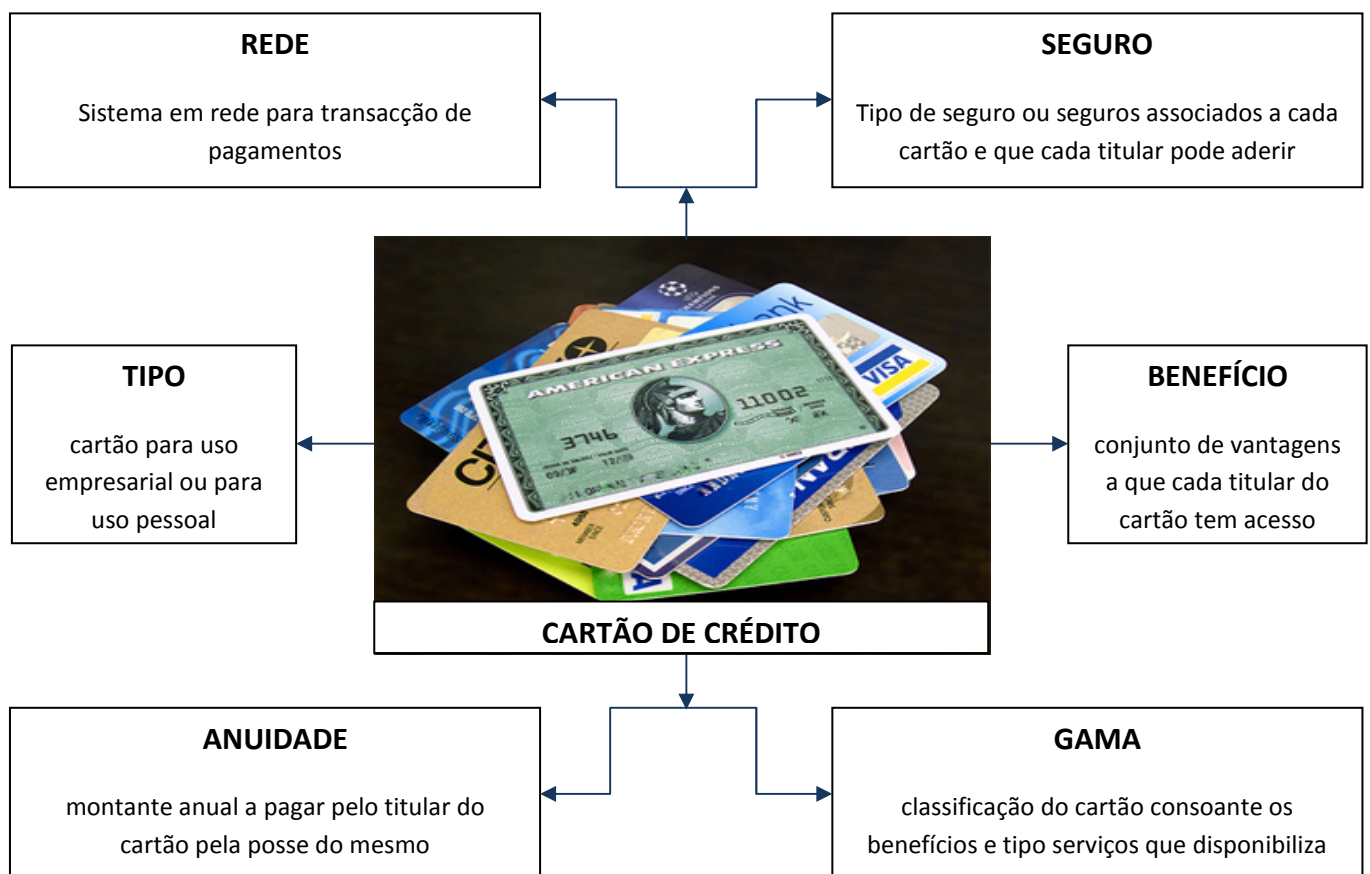 REDE
Sistema em rede para transacção de
pagamentos
SEGURO
Tipo de seguro ou seguros associados a cada
cartão e que cada titular pode aderir
TIPO
cartão para uso
empresarial ou para
uso pessoal
AMERICAN EXPRESS
3746
11002
VISA
BENEFÍCIO
conjunto de vantagens
a que cada titular do
cartão tem acesso
CARTÃO DE CRÉDITO
ANUIDADE
montante anual a pagar pelo titular do
cartão pela posse do mesmo
GAMA
classificação do cartão consoante os
benefícios e tipo serviços que disponibiliza